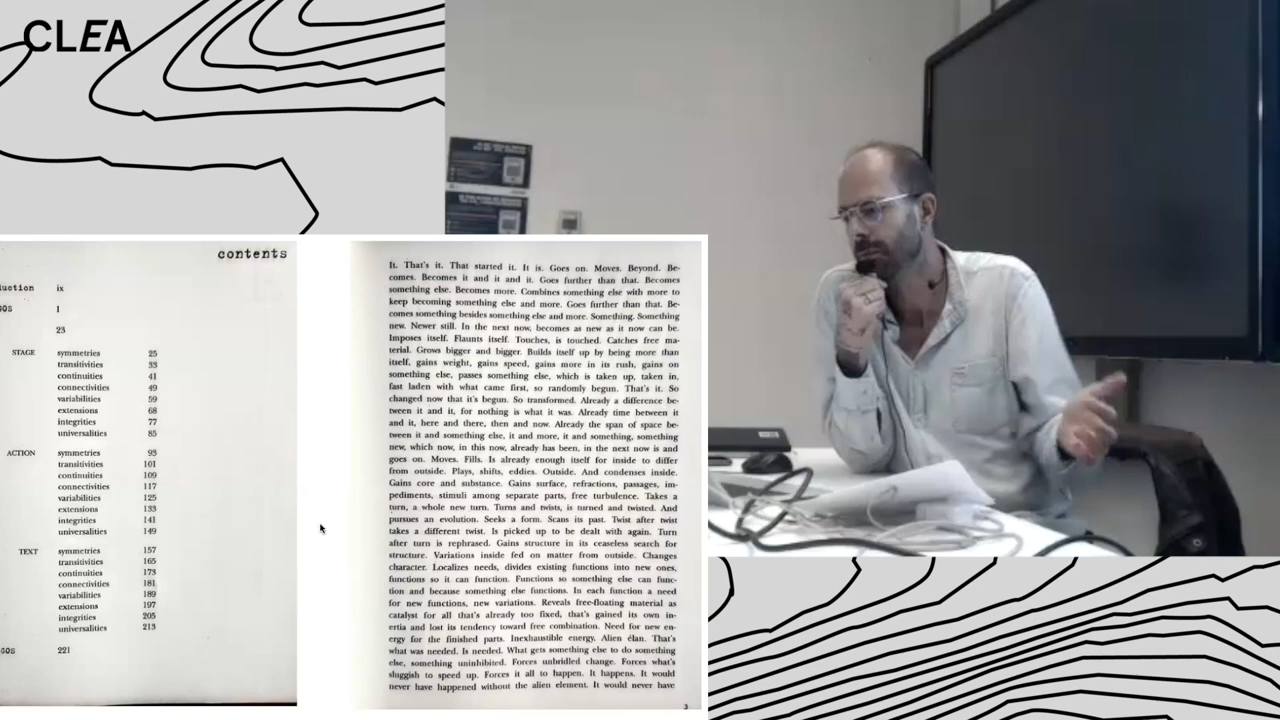 CLEA
contents
uction ix
GOS 1
23
STAGE symmetries 25
transitivities 33
continuities 41
connectivities 49
variabilities 59
extensions 68
integrities 77
universalities 85
ACTION symmetries 93
transitivities 101
continuities 109
connectivities 117
variabilities 125
extensions 133
integrities 141
universalities 149
TEXT symmetries 157
transitivities 165
continuities 173
connectivities 181
variabilities 189
extensions 197
integrities 205
universalities 213
GOS 221
It. That's it. That started it. It is. Goes on. Moves. Beyond. Be-
comes. Becomes it and it and it. Goes further than that. Becomes
something else. Becomes more. Combines something else with more to
keep becoming something else and more. Goes further than that. Be-
comes something besides something else and more. Something. Something
new. Newer still. In the next now, becomes as new as it now can be.
Imposes itself. Flaunts itself. Touches, is touched. Catches free ma-
terial. Grows bigger and bigger. Builds itself up by being more than
itself, gains weight, gains speed, gains more in its rush, gains on
something else, passes something else, which is taken up, taken in,
fast laden with what came first, so randomly begun. That's it. So
changed now that it's begun. So transformed. Already a difference be-
tween it and it, for nothing is what it was. Already time between it
and it, here and there, then and now. Already the span of space be-
tween it and something else, it and more, it and something, something
new, which now, in this now, already has been, in the next now is and
goes on. Moves. Fills. Is already enough itself for inside to differ
from outside. Plays, shifts, eddies. Outside. And condenses inside.
Gains core and substance. Gains surface, refractions, passages, im-
pediments, stimuli among separate parts, free turbulence. Takes a
turn, a whole new turn. Turns and twists, is turned and twisted. And
pursues an evolution. Seeks a form. Scans its past. Twist after twist
takes a different twist. Is picked up to be dealt with again. Turn
after turn is rephrased. Gains structure in its ceaseless search for
structure. Variations inside fed on matter from outside. Changes
character. Localizes needs, divides existing functions into new ones,
functions so it can function. Functions so something else can func-
tion and because something else functions. In each function a need
for new functions, new variations. Reveals free-floating material as
catalyst for all that's already too fixed, that's gained its own in-
ertia and lost its tendency toward free combination. Need for new en-
ergy for the finished parts. Inexhaustible energy. Alien élan. That's
what was needed. Is needed. What gets something else to do something
else, something uninhibited. Forces unbridled change. Forces what's
sluggish to speed up. Forces it all to happen. It happens. It would
never have happened without the alien element. It would never have
3